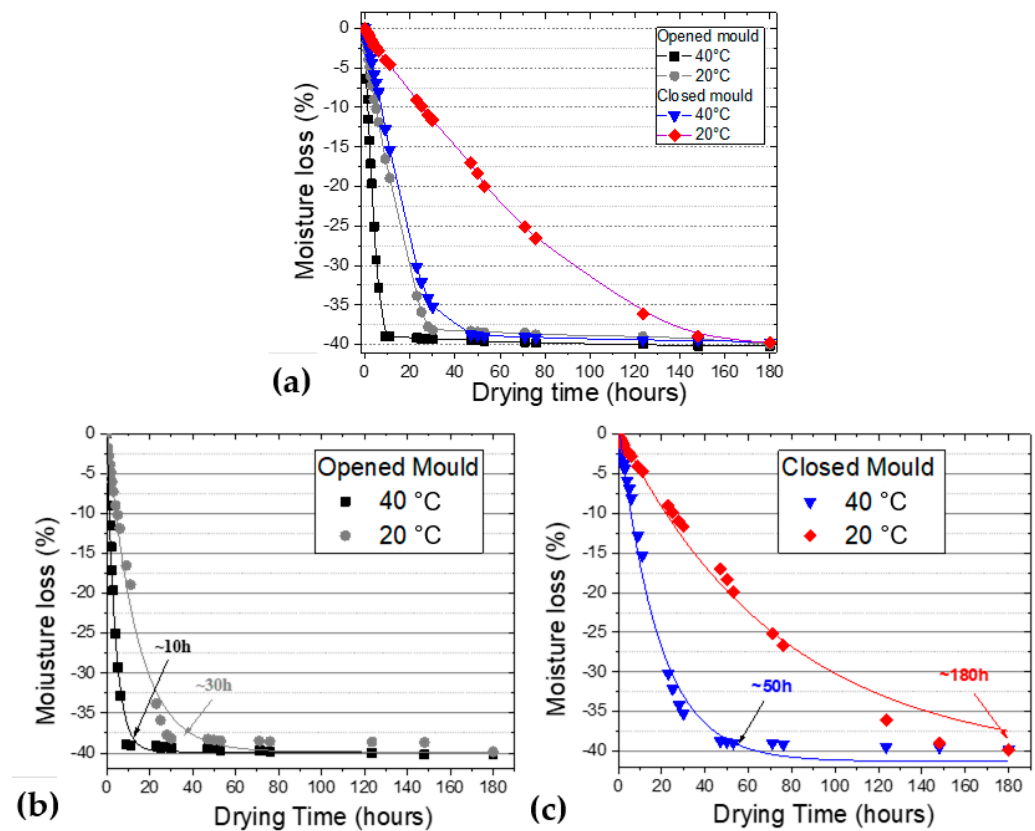 0
-5
-10
-15
-20
-25
-30
-35
-40
Moisture loss (%)
Opened mould
40°C
20°C
Closed mould
40°C
20°C
0 20 40 60 80 100 120 140 160 180
Drying time (hours)
(a)
0
-5
-10
-15
-20
-25
-30
-35
-40
Moiusture loss (%)
Opened Mould
40 °C
20 °C
~10h
~30h
0 20 40 60 80 100 120 140 160 180
Drying Time (hours)
(b)
0
-5
-10
-15
-20
-25
-30
-35
-40
Moisture loss (%)
Closed Mould
40 °C
20 °C
~50h
~180h
0 20 40 60 80 100 120 140 160 180
Drying Time (hours)
(c)